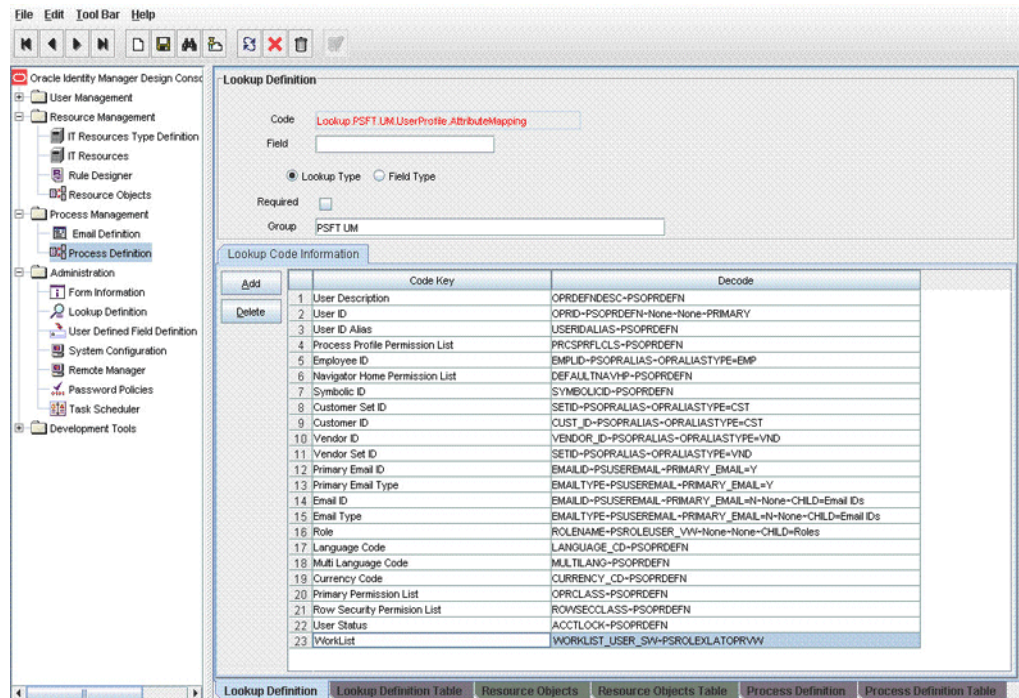 File Edit Tool Bar Help
Oracle Identity Manager Design Conso
User Management
Resource Management
IT Resources Type Definition
IT Resources
Rule Designer
Resource Objects
Process Management
Email Definition
Process Definition
Administration
Form Information
Lookup Definition
User Defined Field Definition
System Configuration
Remote Manager
Password Policies
Task Scheduler
Development Tools
Lookup Definition
Code Lookup.PSFT.UM.UserProfile.AttributeMapping
Field
Lookup Type Field Type
Required
Group PSFT UM
Lookup Code Information
Add
Delete
Code Key Decode
1 User Description OPRDEFNDESC~PSOPRDEFN
2 User ID OPRID~PSOPRDEFN~None~None~PRIMARY
3 User ID Alias USERIDALIAS~PSOPRDEFN
4 Process Profile Permission List PRCSPRFLCLS~PSOPRDEFN
5 Employee ID EMPLID~PSOPRALIAS~OPRALIASTYPE=EMP
6 Navigator Home Permission List DEFAULTNAVHP~PSOPRDEFN
7 Symbolic ID SYMBOLICID~PSOPRDEFN
8 Customer Set ID SETID~PSOPRALIAS~OPRALIASTYPE=CST
9 Customer ID CUST_ID~PSOPRALIAS~OPRALIASTYPE=CST
10 Vendor ID VENDOR_ID~PSOPRALIAS~OPRALIASTYPE=VND
11 Vendor Set ID SETID~PSOPRALIAS~OPRALIASTYPE=VND
12 Primary Email ID EMAILID~PSUSEREMAIL~PRIMARY_EMAIL=Y
13 Primary Email Type EMAILTYPE~PSUSEREMAIL~PRIMARY_EMAIL=Y
14 Email ID EMAILID~PSUSEREMAIL~PRIMARY_EMAIL=N~None~CHILD=Email IDs
15 Email Type EMAILTYPE~PSUSEREMAIL~PRIMARY_EMAIL=N~None~CHILD=Email IDs
16 Role ROLENAME~PSROLEUSER_VW~None~None~CHILD=Roles
17 Language Code LANGUAGE_CD~PSOPRDEFN
18 Multi Language Code MULTILANG~PSOPRDEFN
19 Currency Code CURRENCY_CD~PSOPRDEFN
20 Primary Permission List OPRCLASS~PSOPRDEFN
21 Row Security Permision List ROWSECCLASS~PSOPRDEFN
22 User Status ACCTLOCK~PSOPRDEFN
23 WorkList WORKLIST_USER_SW~PSROLEXLATOPRVW
Lookup Definition Lookup Definition Table Resource Objects Resource Objects Table Process Definition Process Definition Table